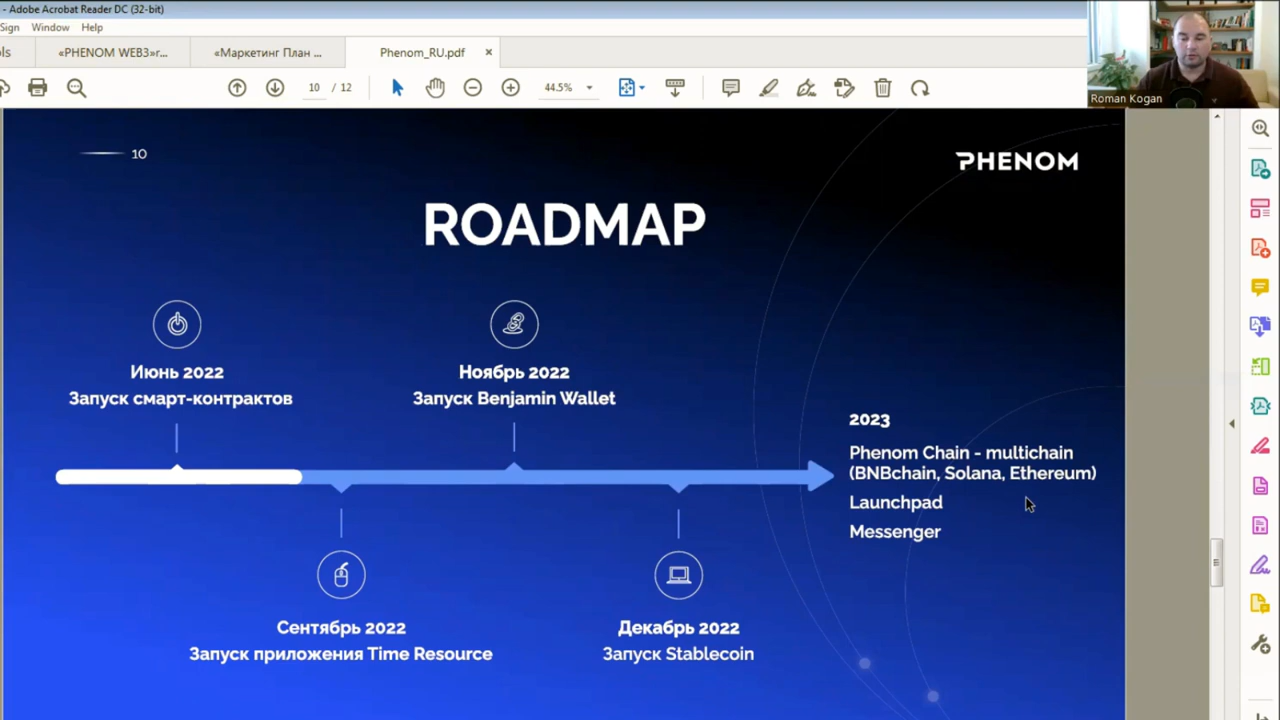 - Adobe Acrobat Reader DC (32-bit)
Sign Window Help
ls
«PHENOM WEB3»r...
«Маркетинг План ...
Phenom_RU.pdf ×
10 / 12
44.5%
Roman Kogan
10
PHENOM
ROADMAP
Июнь 2022
Запуск смарт-контрактов
Ноябрь 2022
Запуск Benjamin Wallet
2023
Phenom Chain - multichain
(BNBchain, Solana, Ethereum)
Launchpad
Messenger
Сентябрь 2022
Запуск приложения Time Resource
Декабрь 2022
Запуск Stablecoin